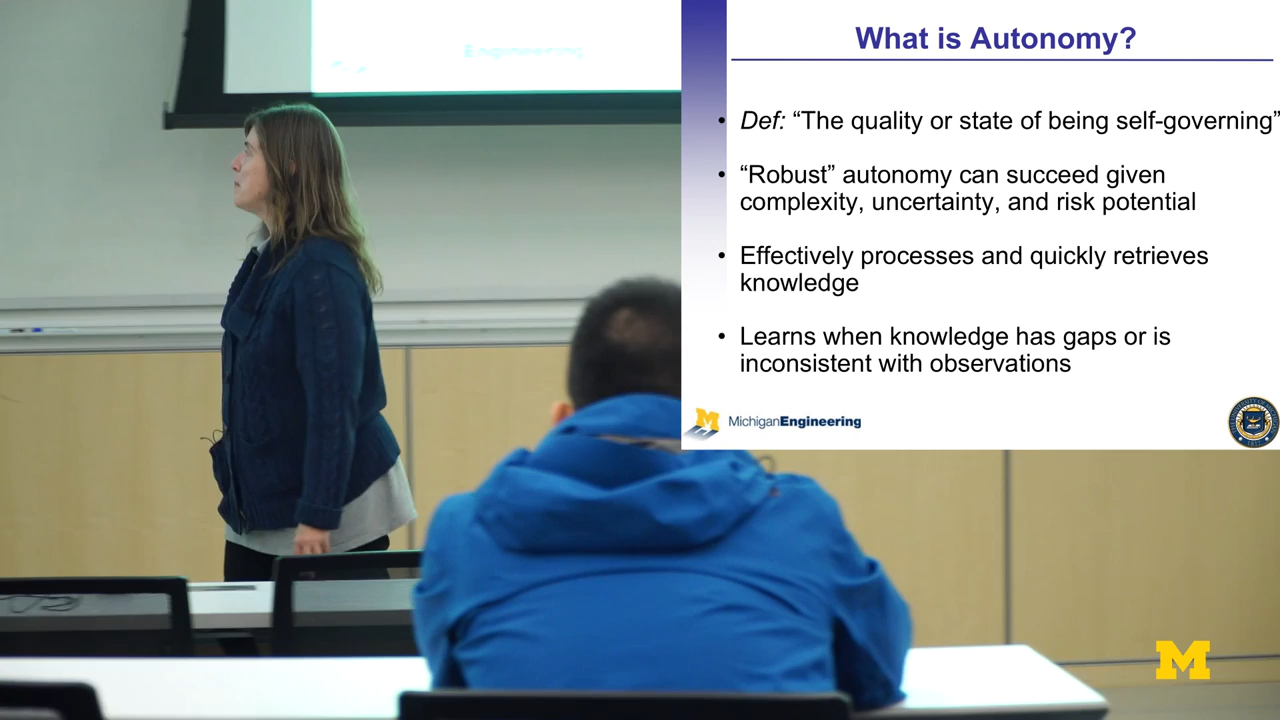 Engineering
What is Autonomy?
• Def: “The quality or state of being self-governing”
• “Robust” autonomy can succeed given
complexity, uncertainty, and risk potential
• Effectively processes and quickly retrieves
knowledge
• Learns when knowledge has gaps or is
inconsistent with observations
M MichiganEngineering
M